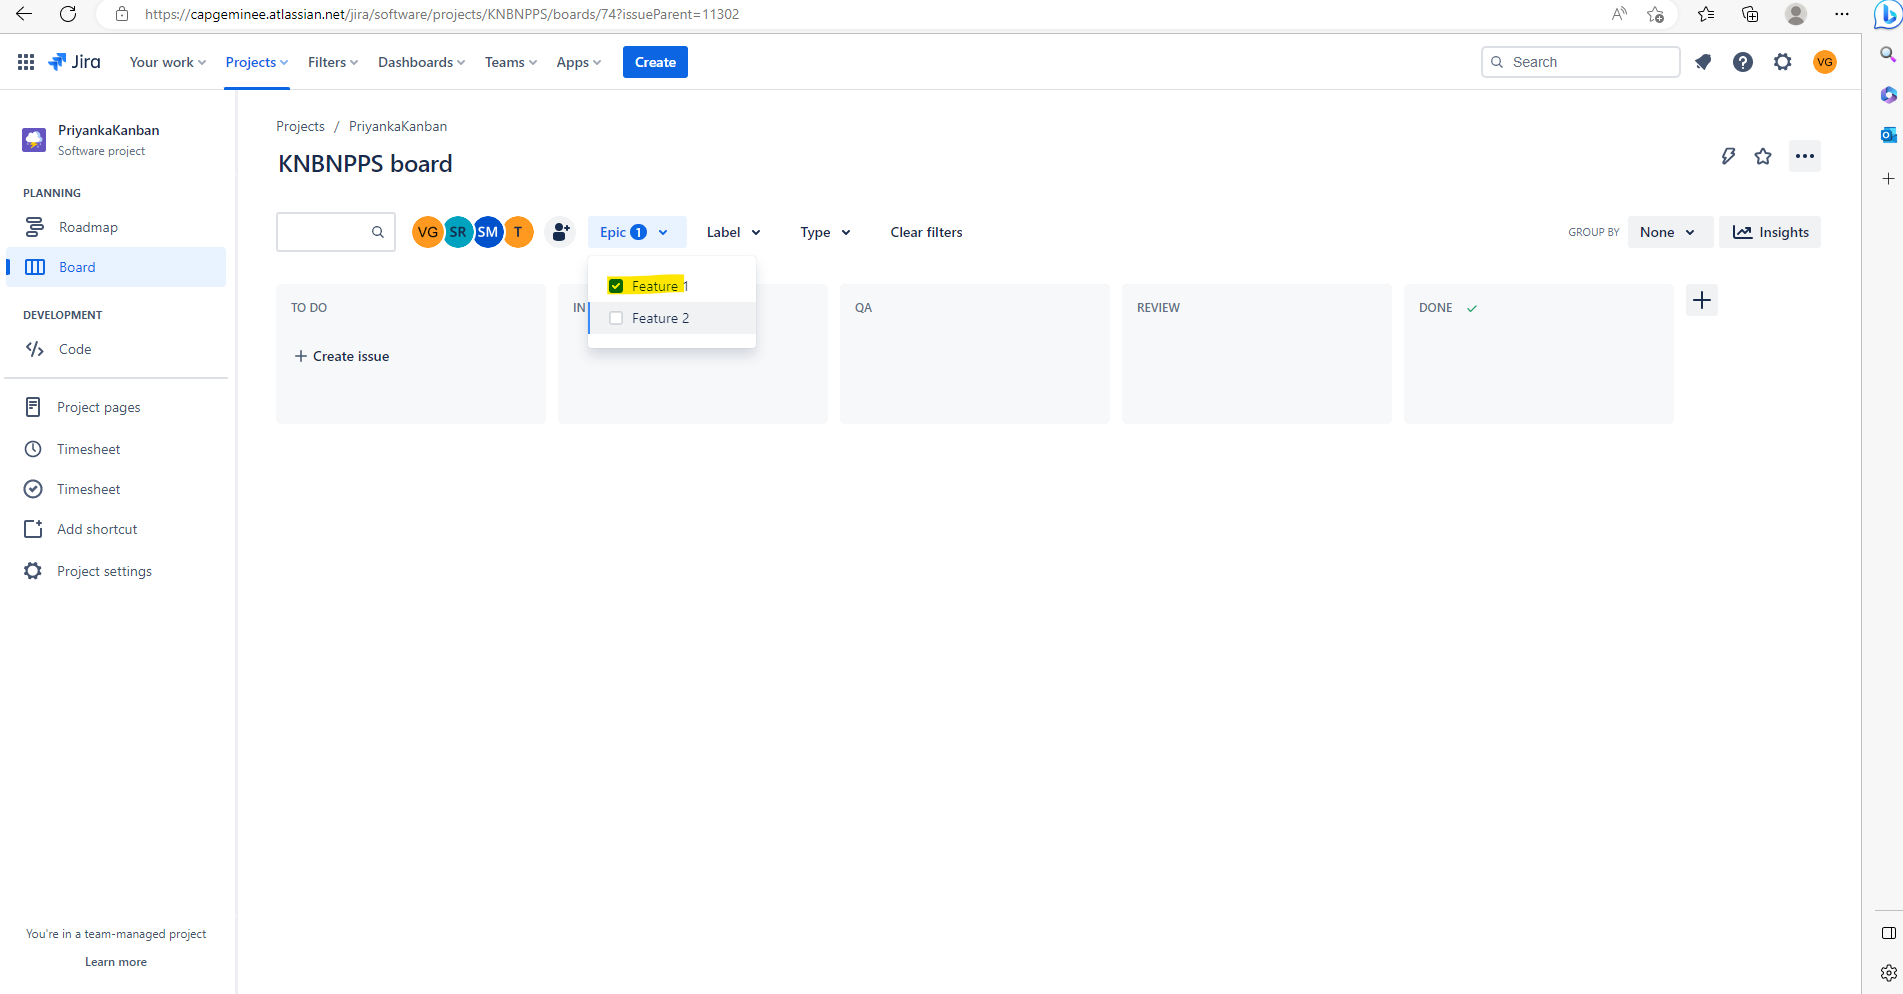 https://capgeminee.atlassian.net/jira/software/projects/KNBNPPS/boards/74?issueParent=11302
Jira Your work Projects Filters Dashboards Teams Apps Create Search VG
PriyankaKanban
Software project
PLANNING
Roadmap
Board
DEVELOPMENT
Code
Project pages
Timesheet
Timesheet
Add shortcut
Project settings
You're in a team-managed project
Learn more
Projects / PriyankaKanban
KNBNPPS board
VG SR SM T Epic 1 Label Type Clear filters GROUP BY None Insights
Feature 1
Feature 2
TO DO IN QA REVIEW DONE
+ Create issue